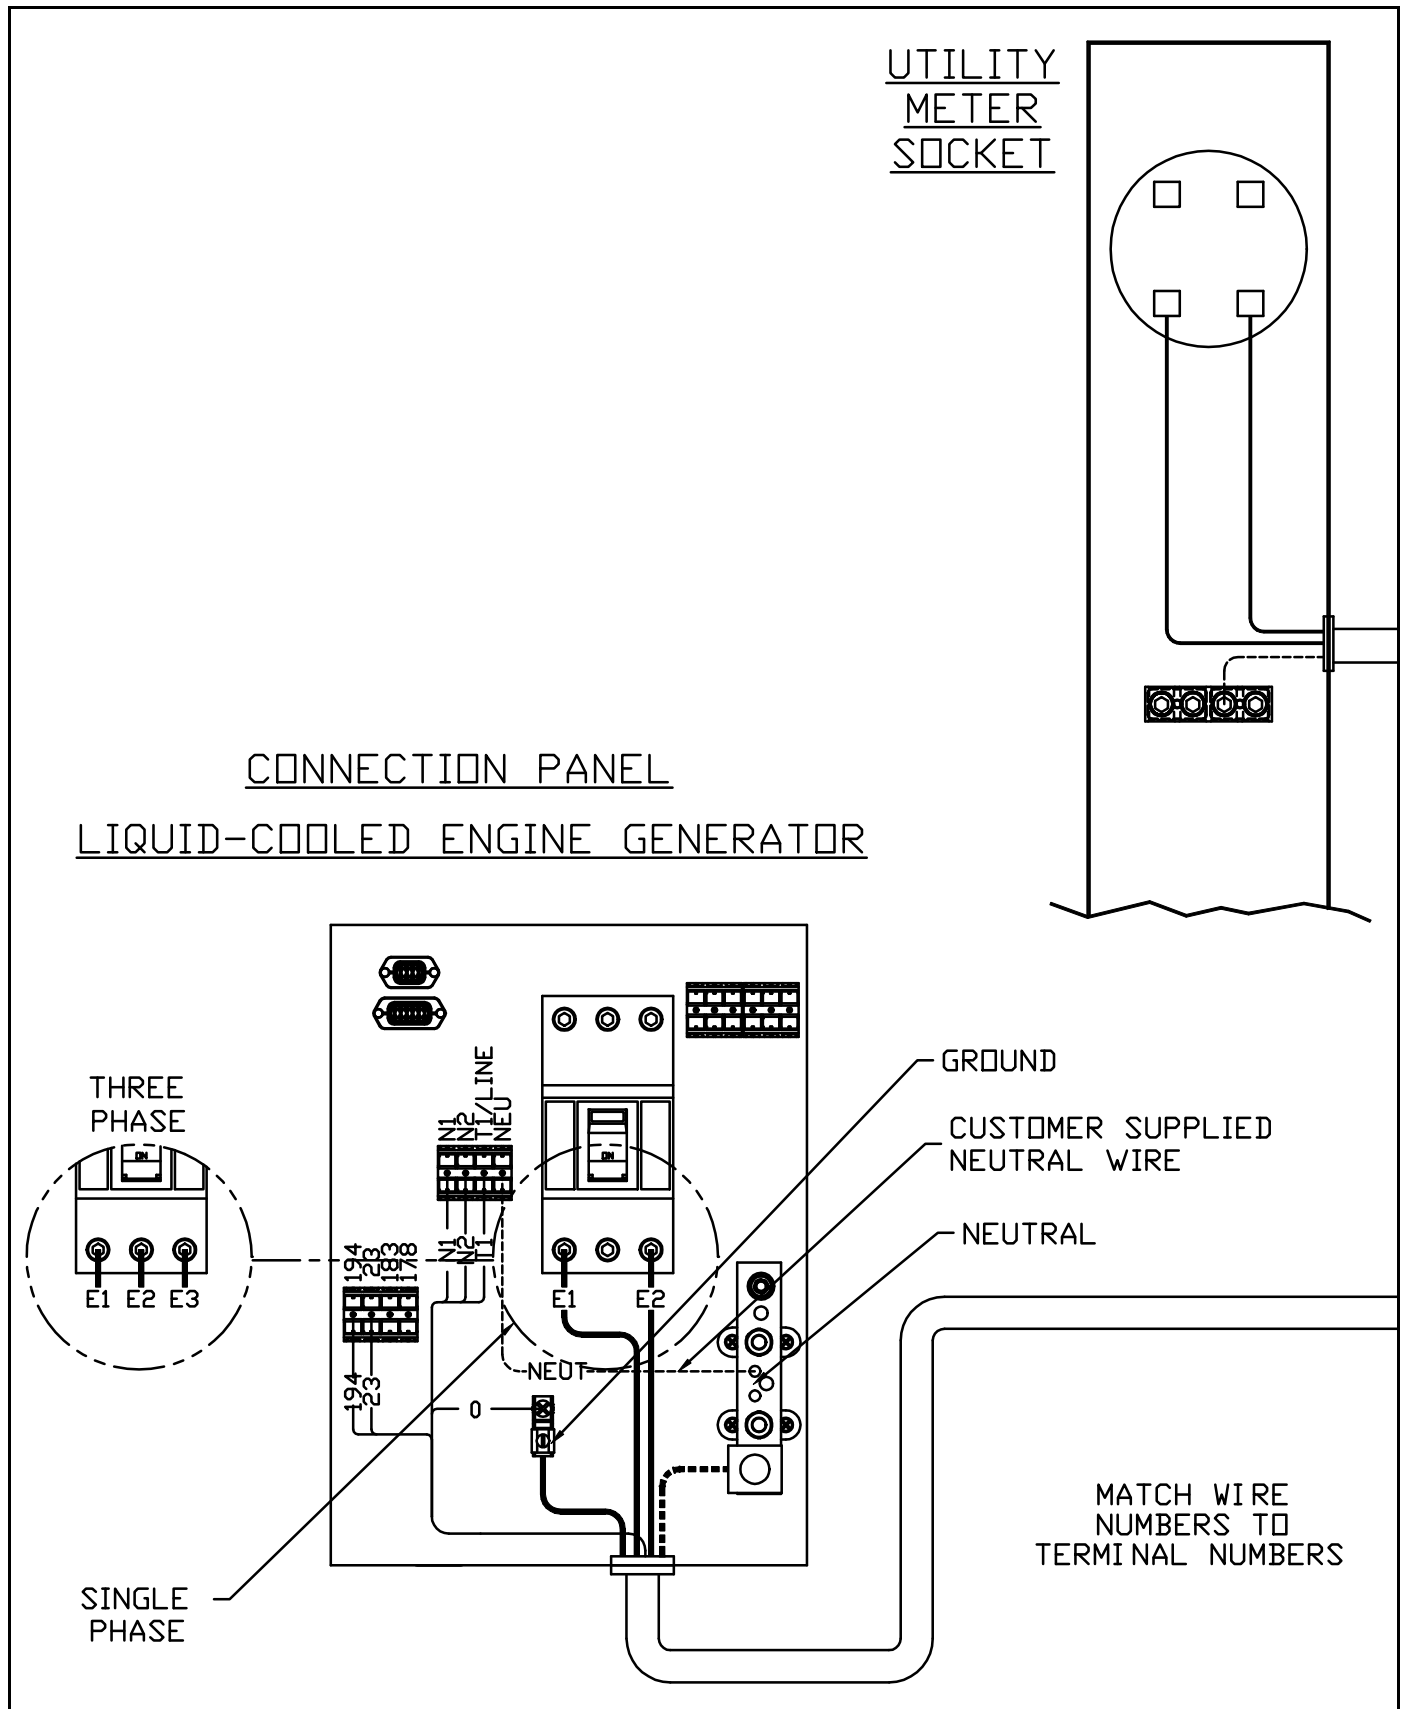 UTILITY
METER
SOCKET
CONNECTION PANEL
LIQUID-COOLED ENGINE GENERATOR
GROUND
THREE
PHASE
N1
N2
T1/LINE
NEU
CUSTOMER SUPPLIED
NEUTRAL WIRE
ON
ON
NEUTRAL
194
23
183
178
N1
N2
T1
E1 E2 E3
E1
E2
NEUT
194
23
0
MATCH WIRE
NUMBERS TO
TERMINAL NUMBERS
SINGLE
PHASE